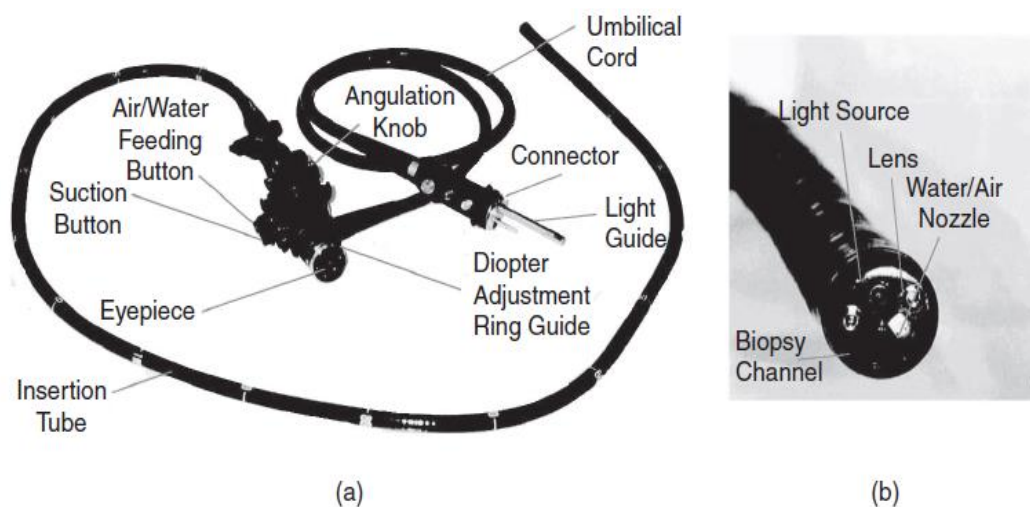 Umbilical
Cord
Air/Water
Feeding
Button
Angulation
Knob
Suction
Button
Connector
Light
Guide
Eyepiece
Diopter
Adjustment
Ring Guide
Insertion
Tube
(a)
Light Source
Lens
Water/Air
Nozzle
Biopsy
Channel
(b)